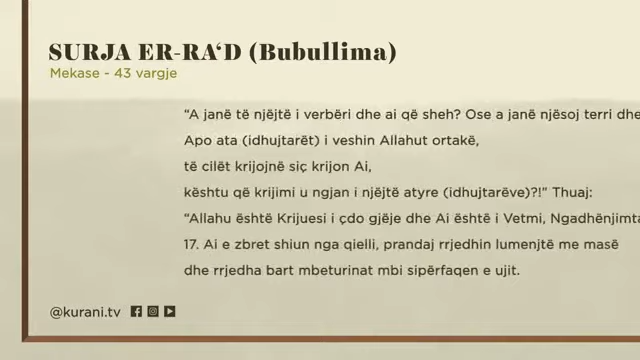 SURJA ER-RA‘D (Bubullima)
Mekase - 43 vargje
“A janë të njëjtë i verbëri dhe ai që sheh? Ose a janë njësoj terri dhe
Apo ata (idhujtarët) i veshin Allahut ortakë,
të cilët krijojnë siç krijon Ai,
kështu që krijimi u ngjan i njëjtë atyre (idhujtarëve)?!” Thuaj:
“Allahu është Krijuesi i çdo gjëje dhe Ai është i Vetmi,
17. Ai e zbret shiun nga qielli, prandaj rrjedhin lumenjtë me masë
dhe rrjedha bart mbeturinat mbi sipërfaqen e ujit.
@kurani.tv